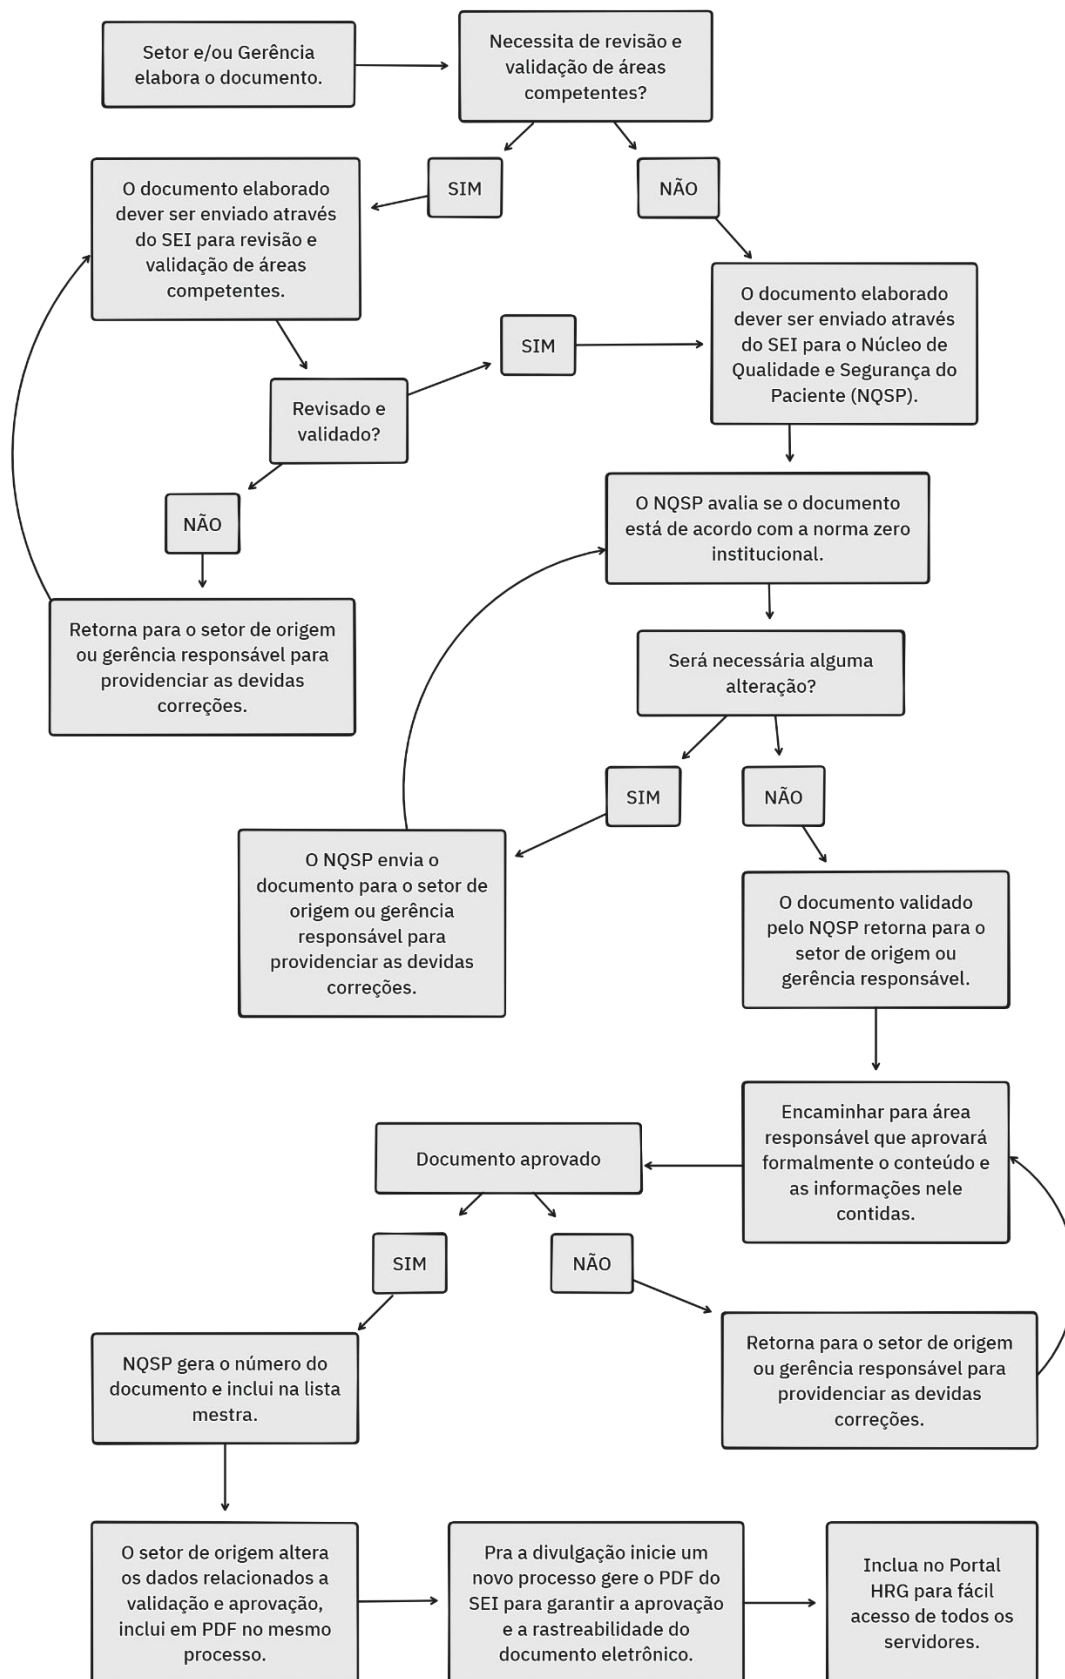 Setor e/ou Gerência
elabora o documento.
Necessita de revisão e
validação de áreas
competentes?
SIM
NÃO
O documento elaborado
dever ser enviado através
do SEI para revisão e
validação de áreas
competentes.
O documento elaborado
dever ser enviado através
do SEI para o Núcleo de
Qualidade e Segurança do
Paciente (NQSP).
SIM
Revisado e
validado?
NÃO
O NQSP avalia se o documento
está de acordo com a norma zero
institucional.
Retorna para o setor de origem
ou gerência responsável para
providenciar as devidas
correções.
Será necessária alguma
alteração?
SIM
NÃO
O NQSP envia o
documento para o setor de
origem ou gerência
responsável para
providenciar as devidas
correções.
O documento validado
pelo NQSP retorna para o
setor de origem ou
gerência responsável.
Encaminhar para área
responsável que aprovará
formalmente o conteúdo e
as informações nele
contidas.
Documento aprovado
SIM
NÃO
NQSP gera o número do
documento e inclui na lista
mestra.
Retorna para o setor de origem
ou gerência responsável para
providenciar as devidas
correções.
O setor de origem altera
os dados relacionados a
validação e aprovação,
inclui em PDF no mesmo
processo.
Pra a divulgação inicie um
novo processo gere o PDF do
SEI para garantir a aprovação
e a rastreabilidade do
documento eletrônico.
Inclua no Portal
HRG para fácil
acesso de todos os
servidores.